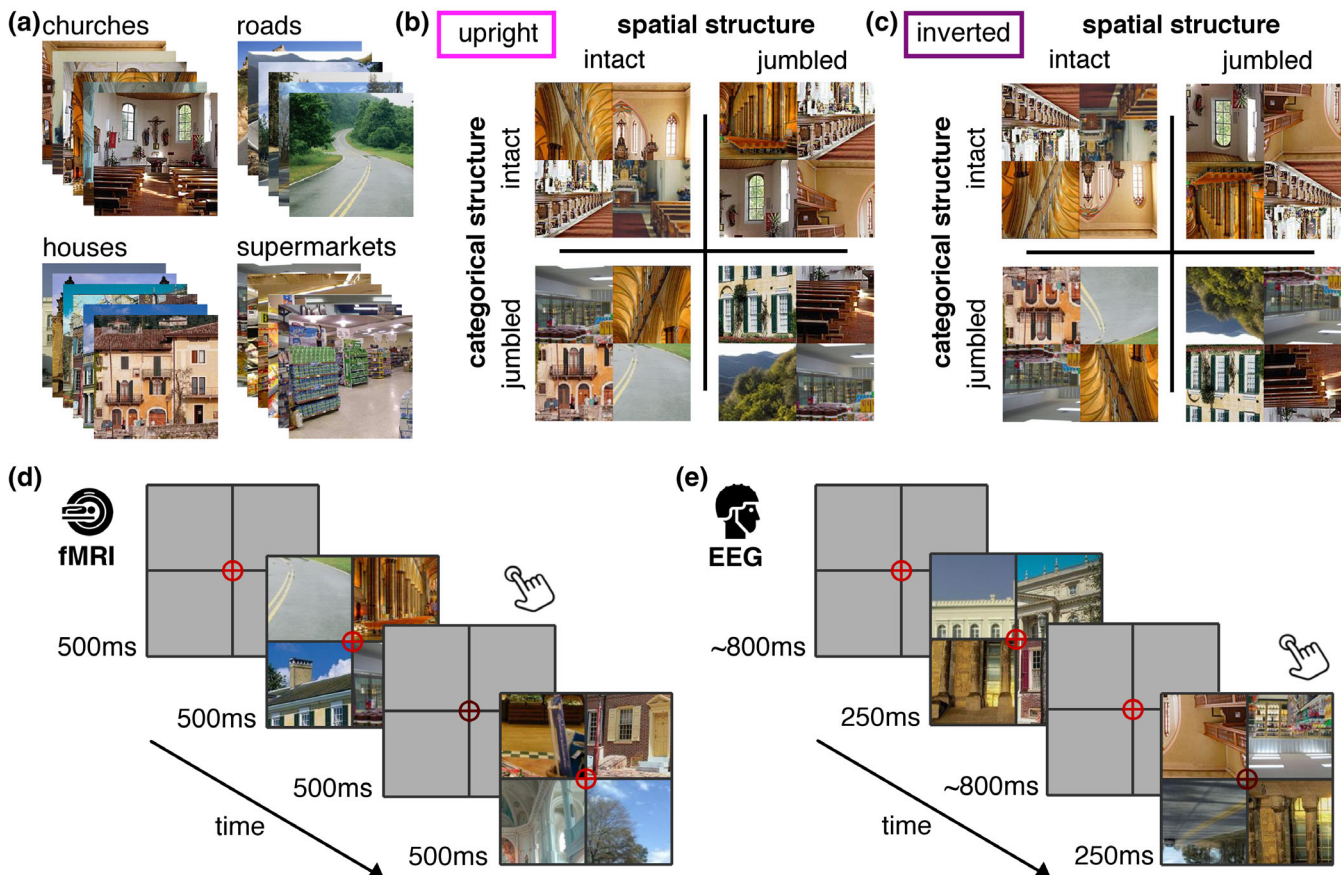 (a)
churches
roads
houses
supermarkets
(b)
upright
spatial structure
intact
jumbled
categorical structure
intact
jumbled
(c)
inverted
spatial structure
intact
jumbled
categorical structure
intact
jumbled
(d)
fMRI
500ms
500ms
500ms
500ms
time
(e)
EEG
~800ms
250ms
~800ms
250ms
time